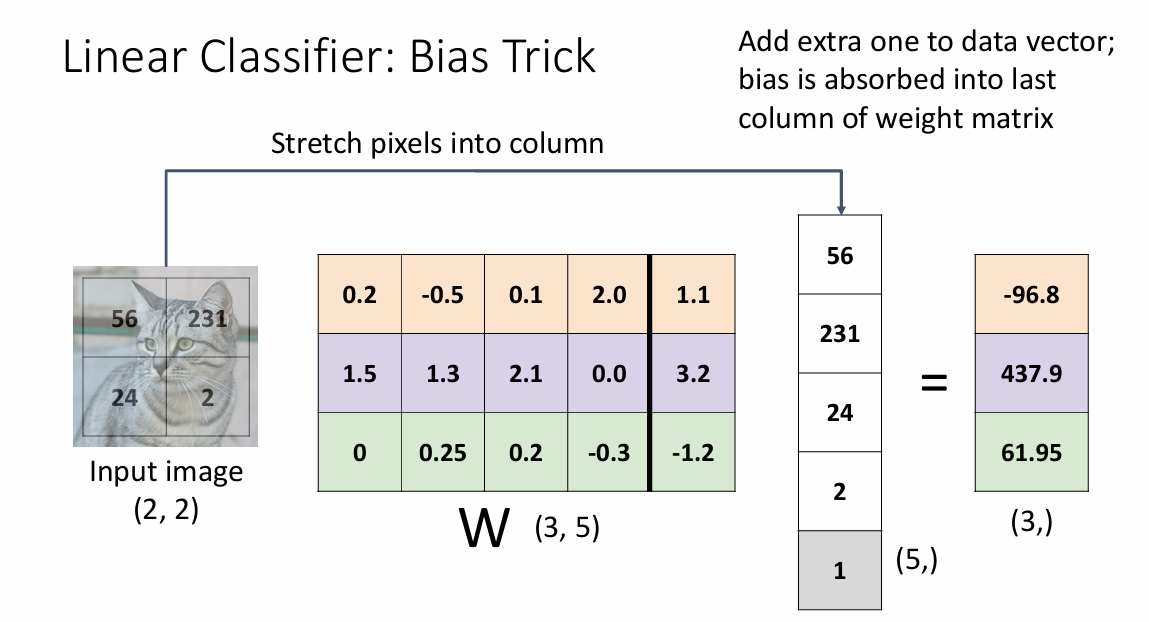 Linear Classifier: Bias Trick
Add extra one to data vector;
bias is absorbed into last
column of weight matrix
Stretch pixels into column
56 231
24 2
Input image
(2, 2)
0.2 -0.5 0.1 2.0 1.1
1.5 1.3 2.1 0.0 3.2
0 0.25 0.2 -0.3 -1.2
W (3, 5)
56
231
24
2
1
(5,)
=
-96.8
437.9
61.95
(3,)